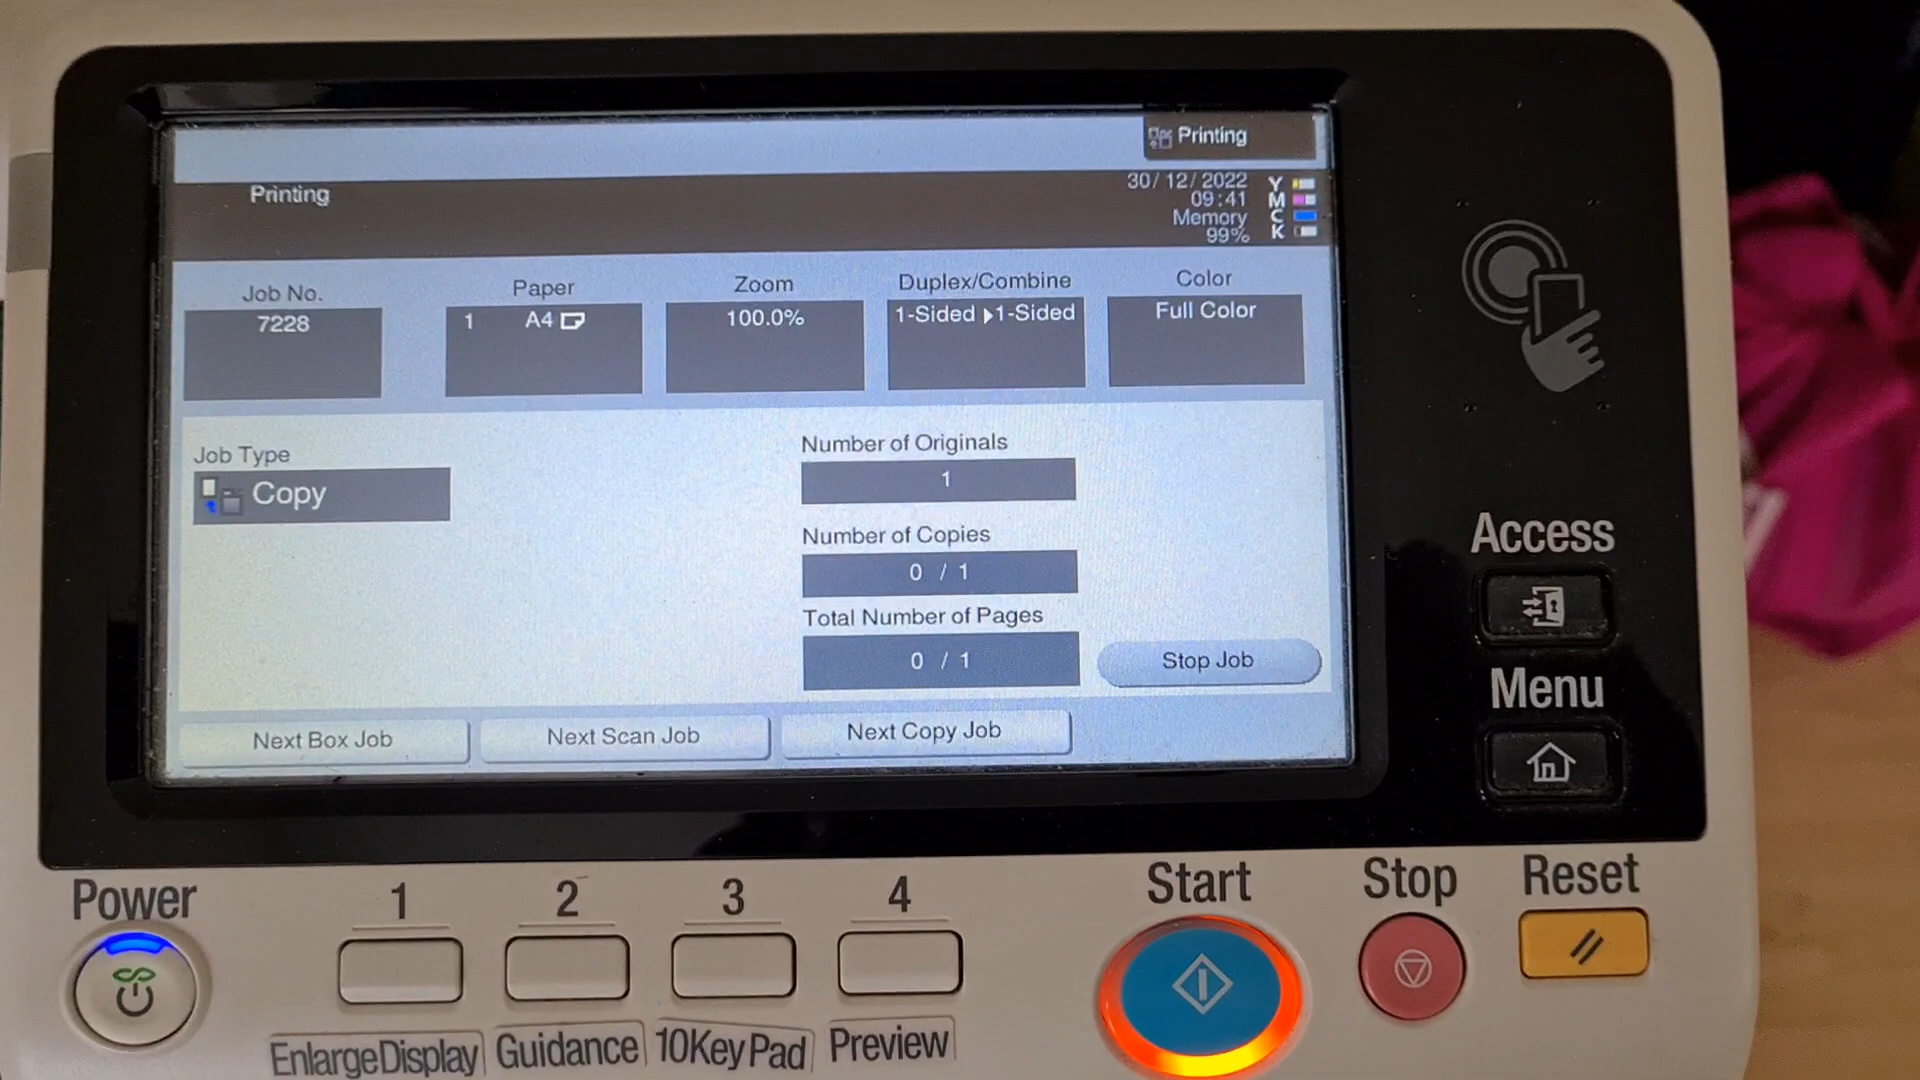 Printing
Printing
30/12/2022
09:41
Memory
99%
Y
M
C
K
Job No.
7228
Paper
1 A4
Zoom
100.0%
Duplex/Combine
1-Sided ▶1-Sided
Color
Full Color
Job Type
Copy
Number of Originals
1
Number of Copies
0 / 1
Total Number of Pages
0 / 1
Stop Job
Next Box Job
Next Scan Job
Next Copy Job
Access
Menu
Power
1
2
3
4
Start
Stop
Reset
EnlargeDisplay
Guidance
10KeyPad
Preview